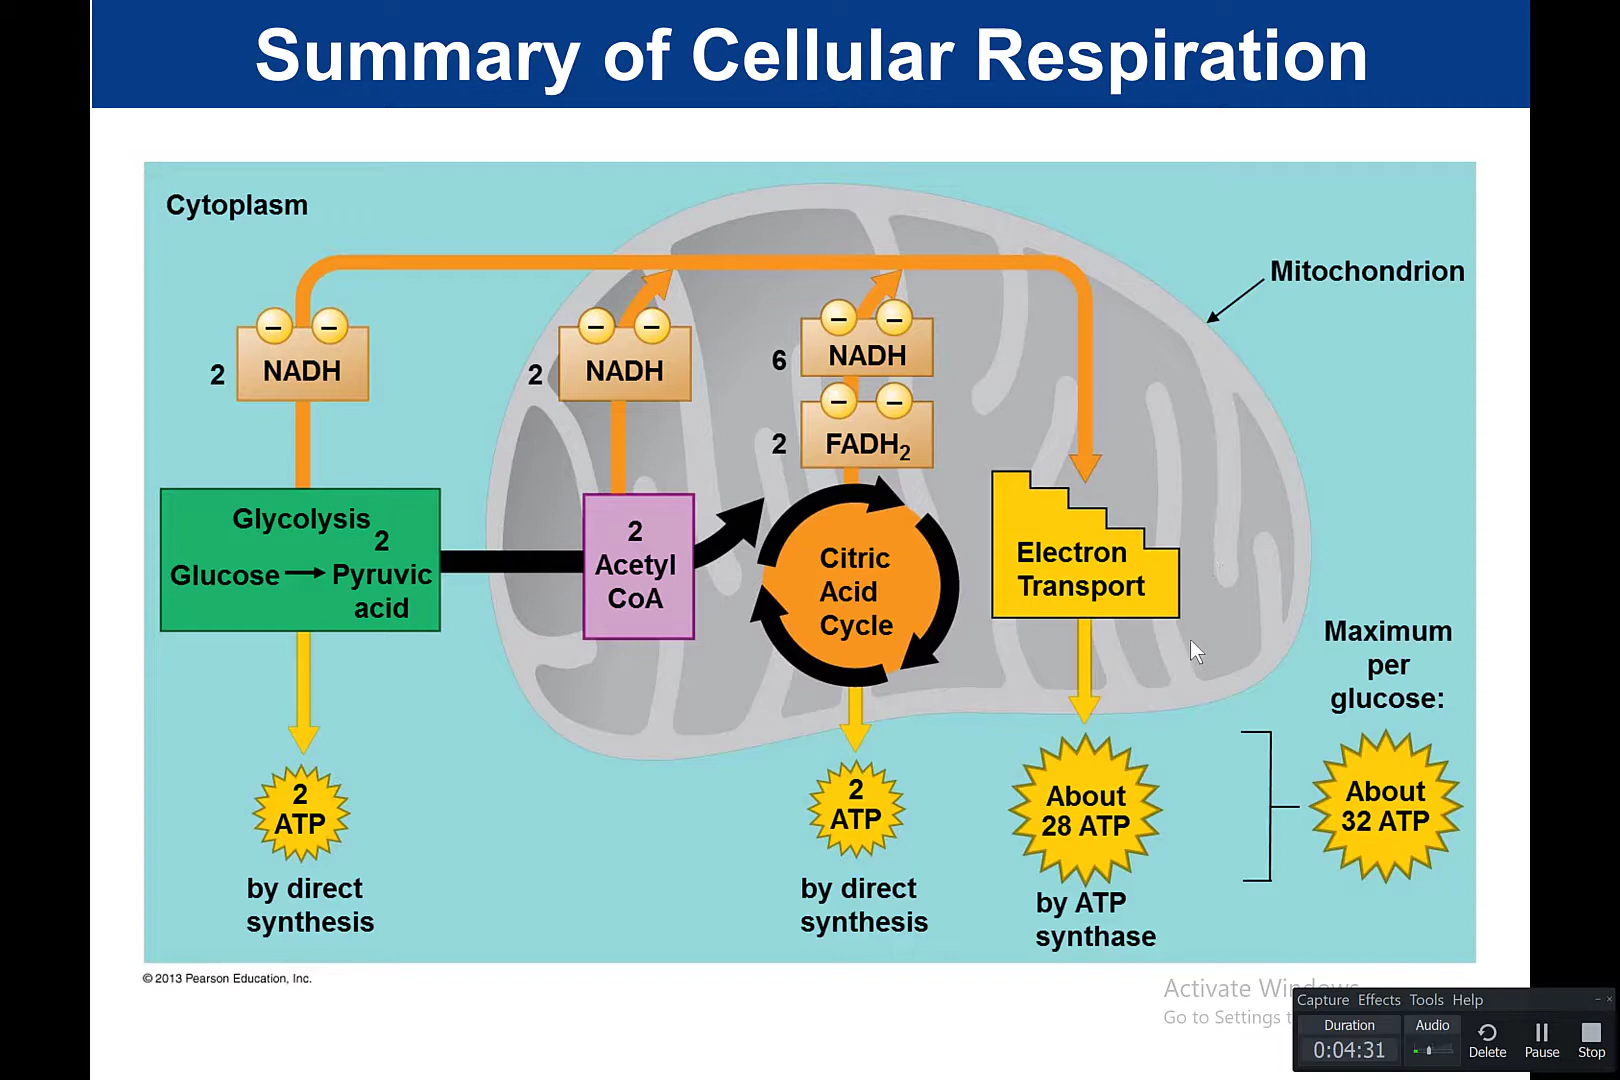 Summary of Cellular Respiration
Cytoplasm
Mitochondrion
2
NADH
2
NADH
6
NADH
2
FADH₂
Glycolysis
2
Glucose → Pyruvic
acid
2
Acetyl
CoA
Citric
Acid
Cycle
Electron
Transport
Maximum
per
glucose:
2
ATP
by direct
synthesis
2
ATP
by direct
synthesis
About
28 ATP
by ATP
synthase
About
32 ATP
© 2013 Pearson Education, Inc.
Activate Windows
Go to Settings
Capture Effects Tools Help
Duration
0:04:31
Audio
Delete
Pause
Stop